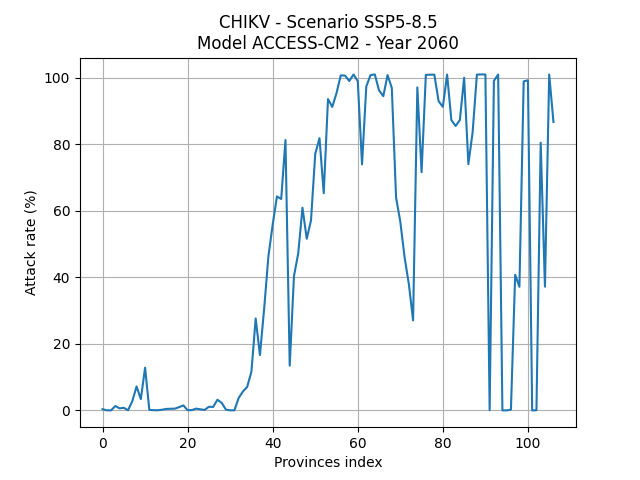 CHIKV - Scenario SSP5-8.5
Model ACCESS-CM2 - Year 2060
100
80
60
40
20
0
Attack rate (%)
0 20 40 60 80 100
Provinces index